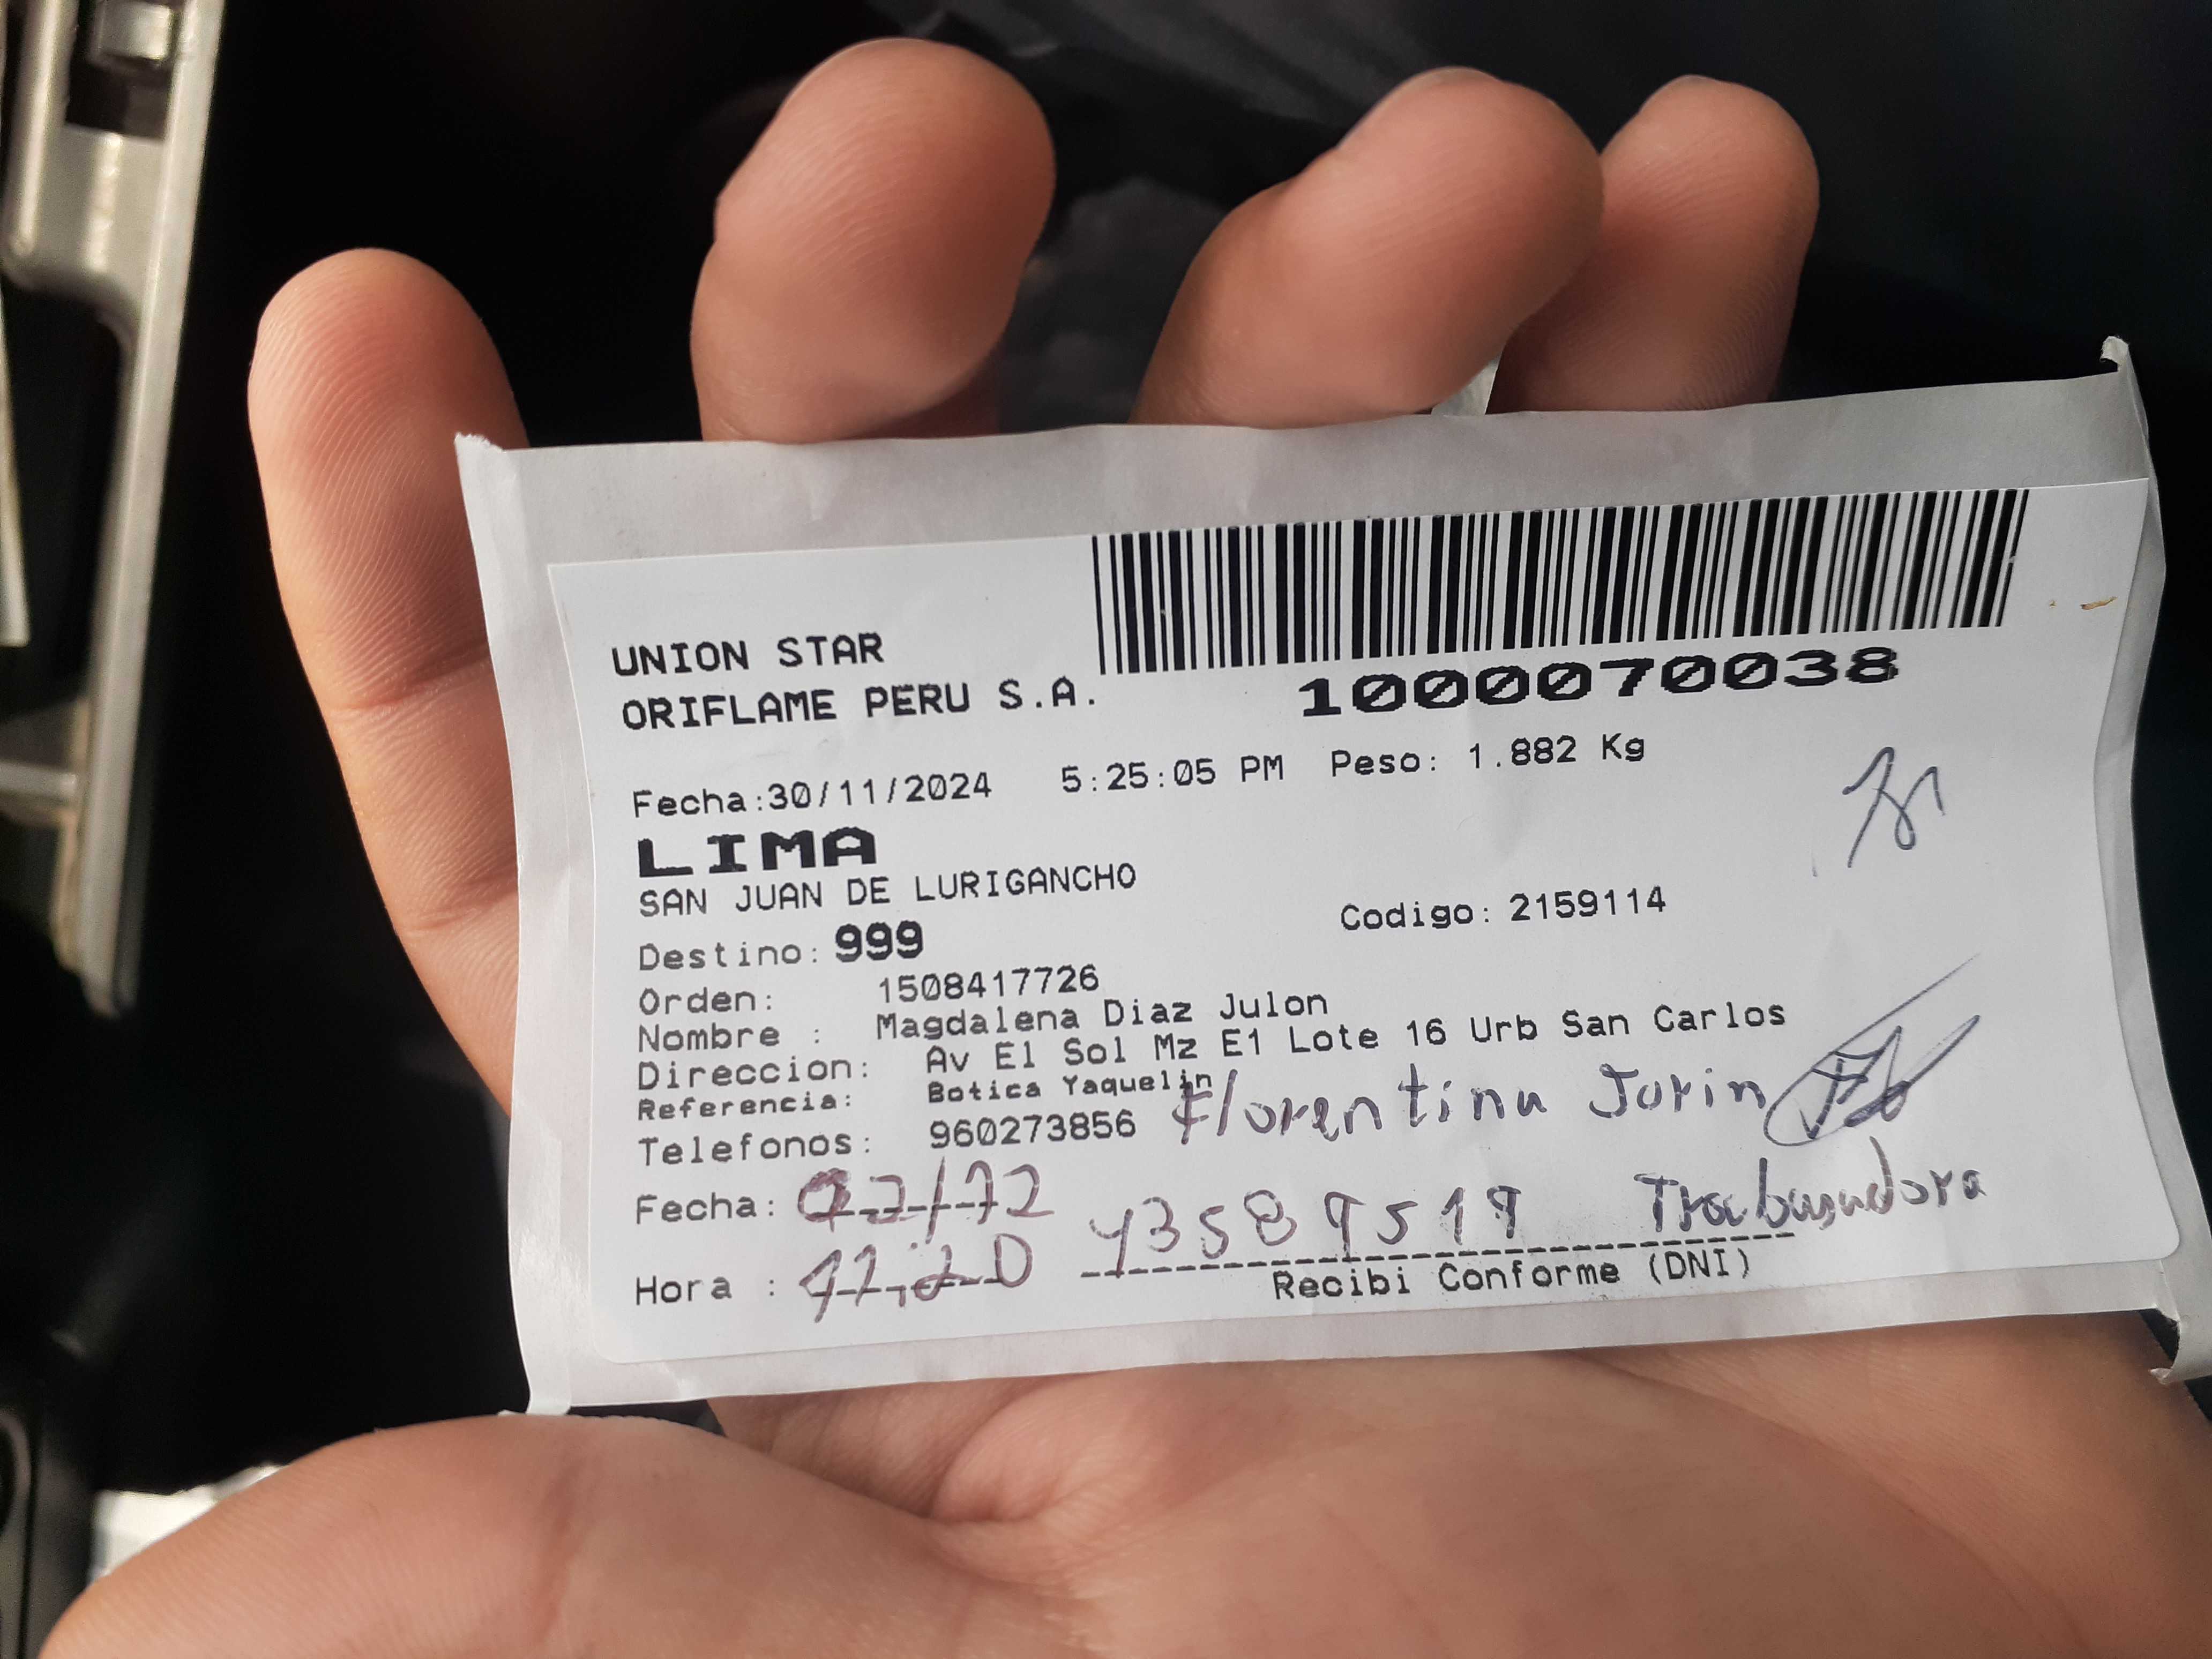 UNION STAR
ORIFLAME PERU S.A.
1000070038
Fecha:30/11/2024 5:25:05 PM Peso: 1.882 Kg
LIMA
SAN JUAN DE LURIGANCHO
Destino: 999 Codigo: 2159114
Orden: 1508417726
Nombre : Magdalena Diaz Julon
Direccion: Av El Sol Mz E1 Lote 16 Urb San Carlos
Referencia: Botica Yaquelin
Telefonos: 960273856 Florentina Jorin
Fecha:
43589519 Trabajadora
Hora :
Recibi Conforme (DNI)